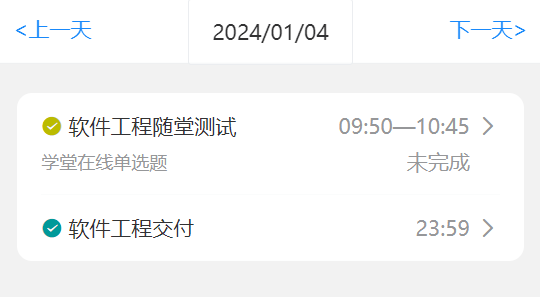 <上一天 2024/01/04 下一天>
软件工程随堂测试 09:50—10:45
学堂在线单选题 未完成
软件工程交付 23:59